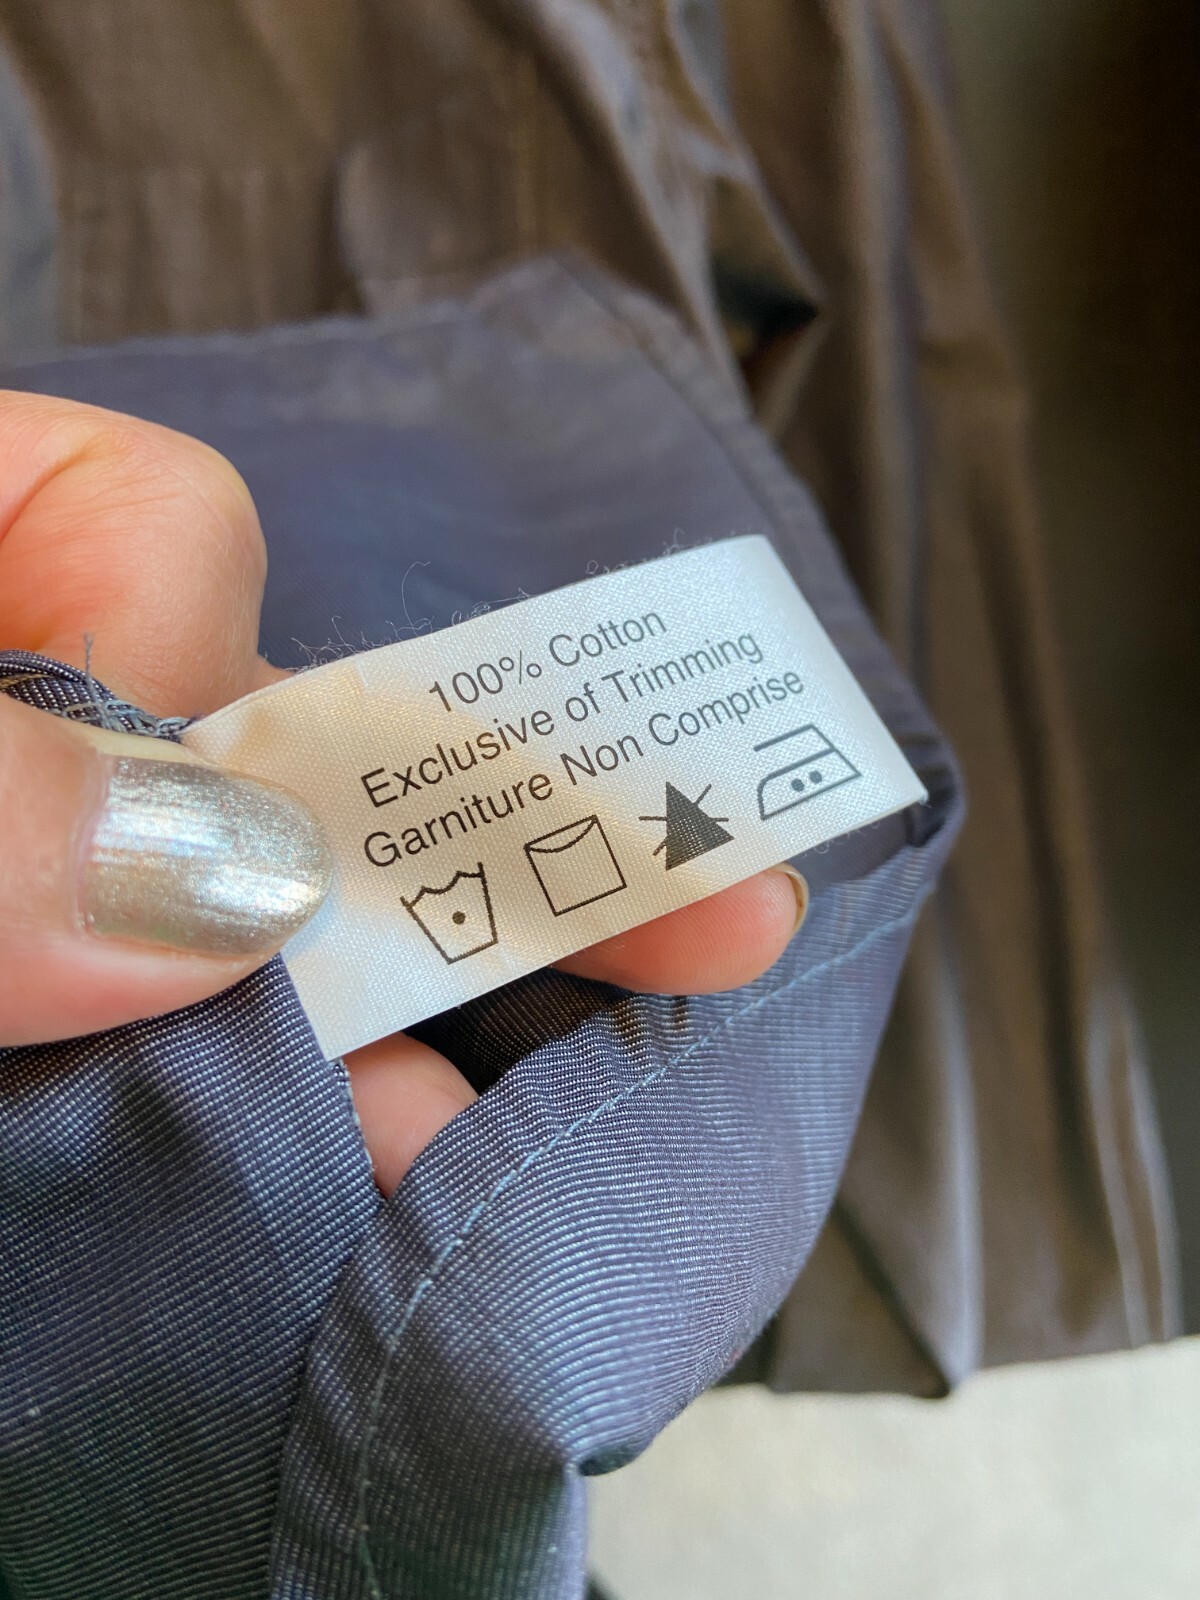 100% Cotton
Exclusive of Trimming
Garniture Non Comprise